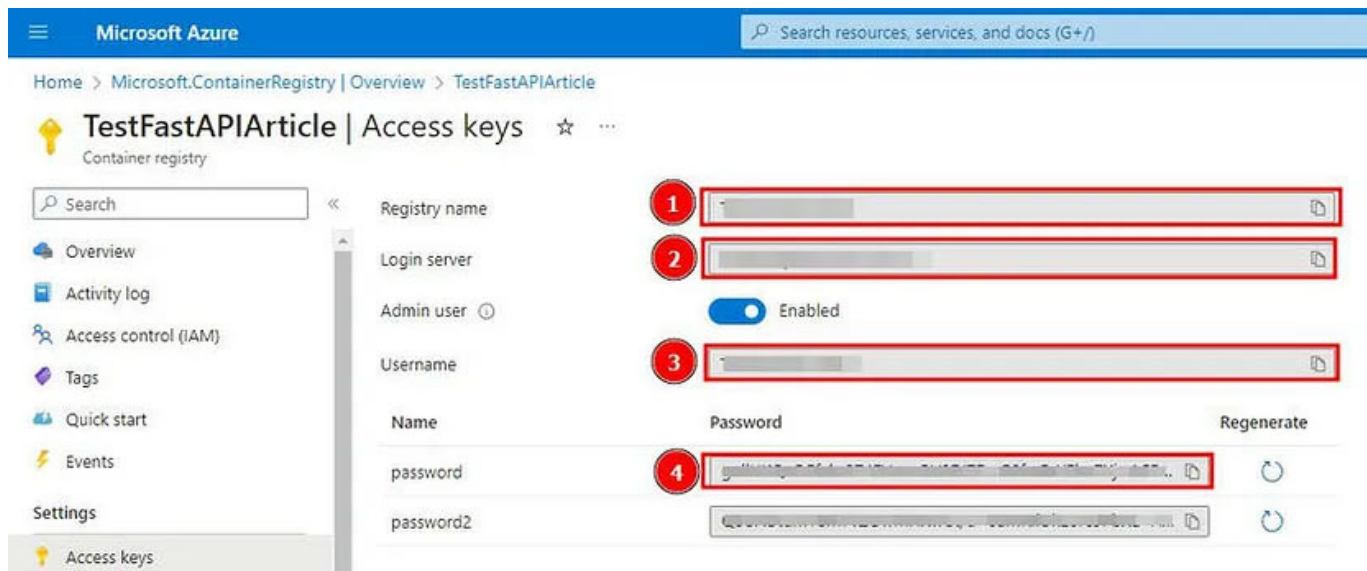 Microsoft Azure
Search resources, services, and docs (G+/)
Home > Microsoft.ContainerRegistry | Overview > TestFastAPIArticle
TestFastAPIArticle | Access keys
Container registry
Search
«
Registry name
1
Overview
Login server
2
Activity log
Admin user
Enabled
Access control (IAM)
Username
3
Tags
Quick start
Name
Password
Regenerate
Events
password
4
Settings
password2
Access keys